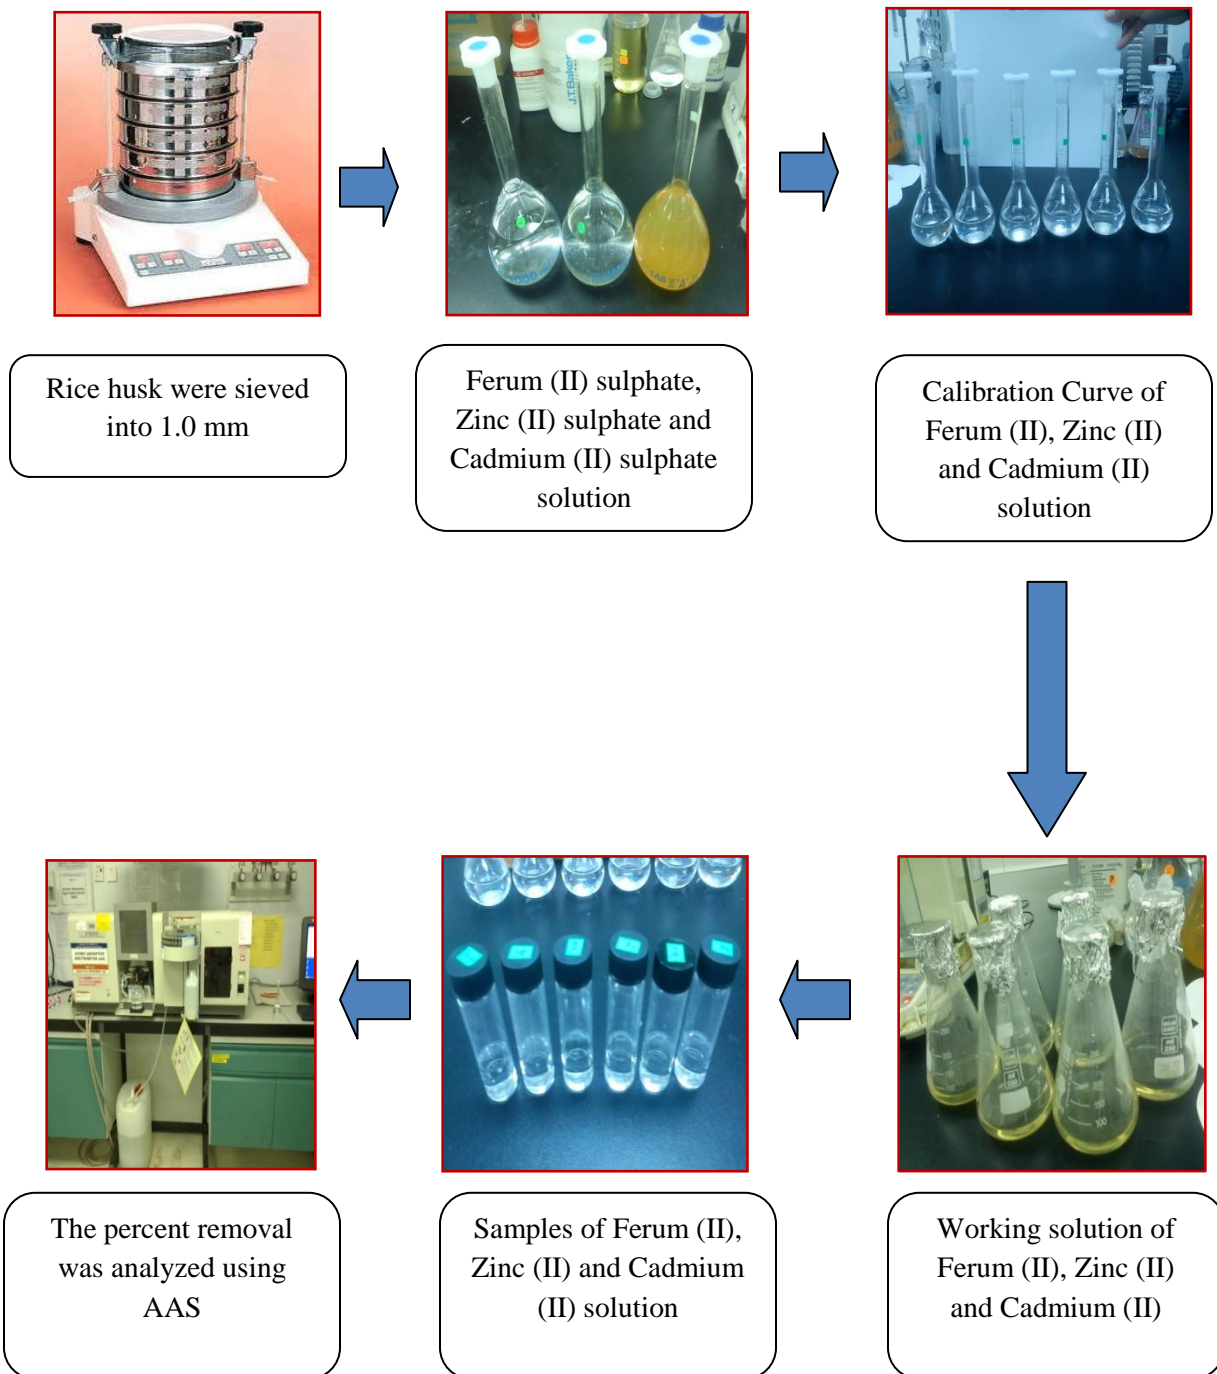 J.T.Baker
Rice husk were sieved
into 1.0 mm
Ferum (II) sulphate,
Zinc (II) sulphate and
Cadmium (II) sulphate
solution
Calibration Curve of
Ferum (II), Zinc (II)
and Cadmium (II)
solution
The percent removal
was analyzed using
AAS
Samples of Ferum (II),
Zinc (II) and Cadmium
(II) solution
Working solution of
Ferum (II), Zinc (II)
and Cadmium (II)